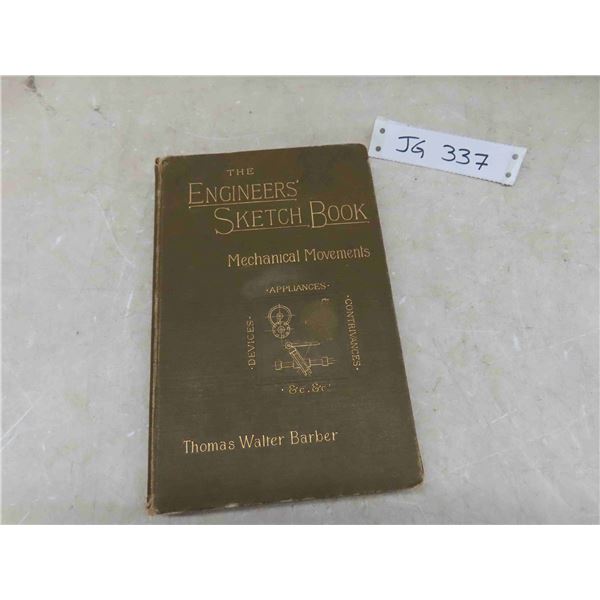 JG 337
THE
ENGINEERS'
SKETCH BOOK
Mechanical Movements
·APPLIANCES·
·DEVICES·
·CONTRIVANCES·
·&c.&c·
Thomas Walter Barber